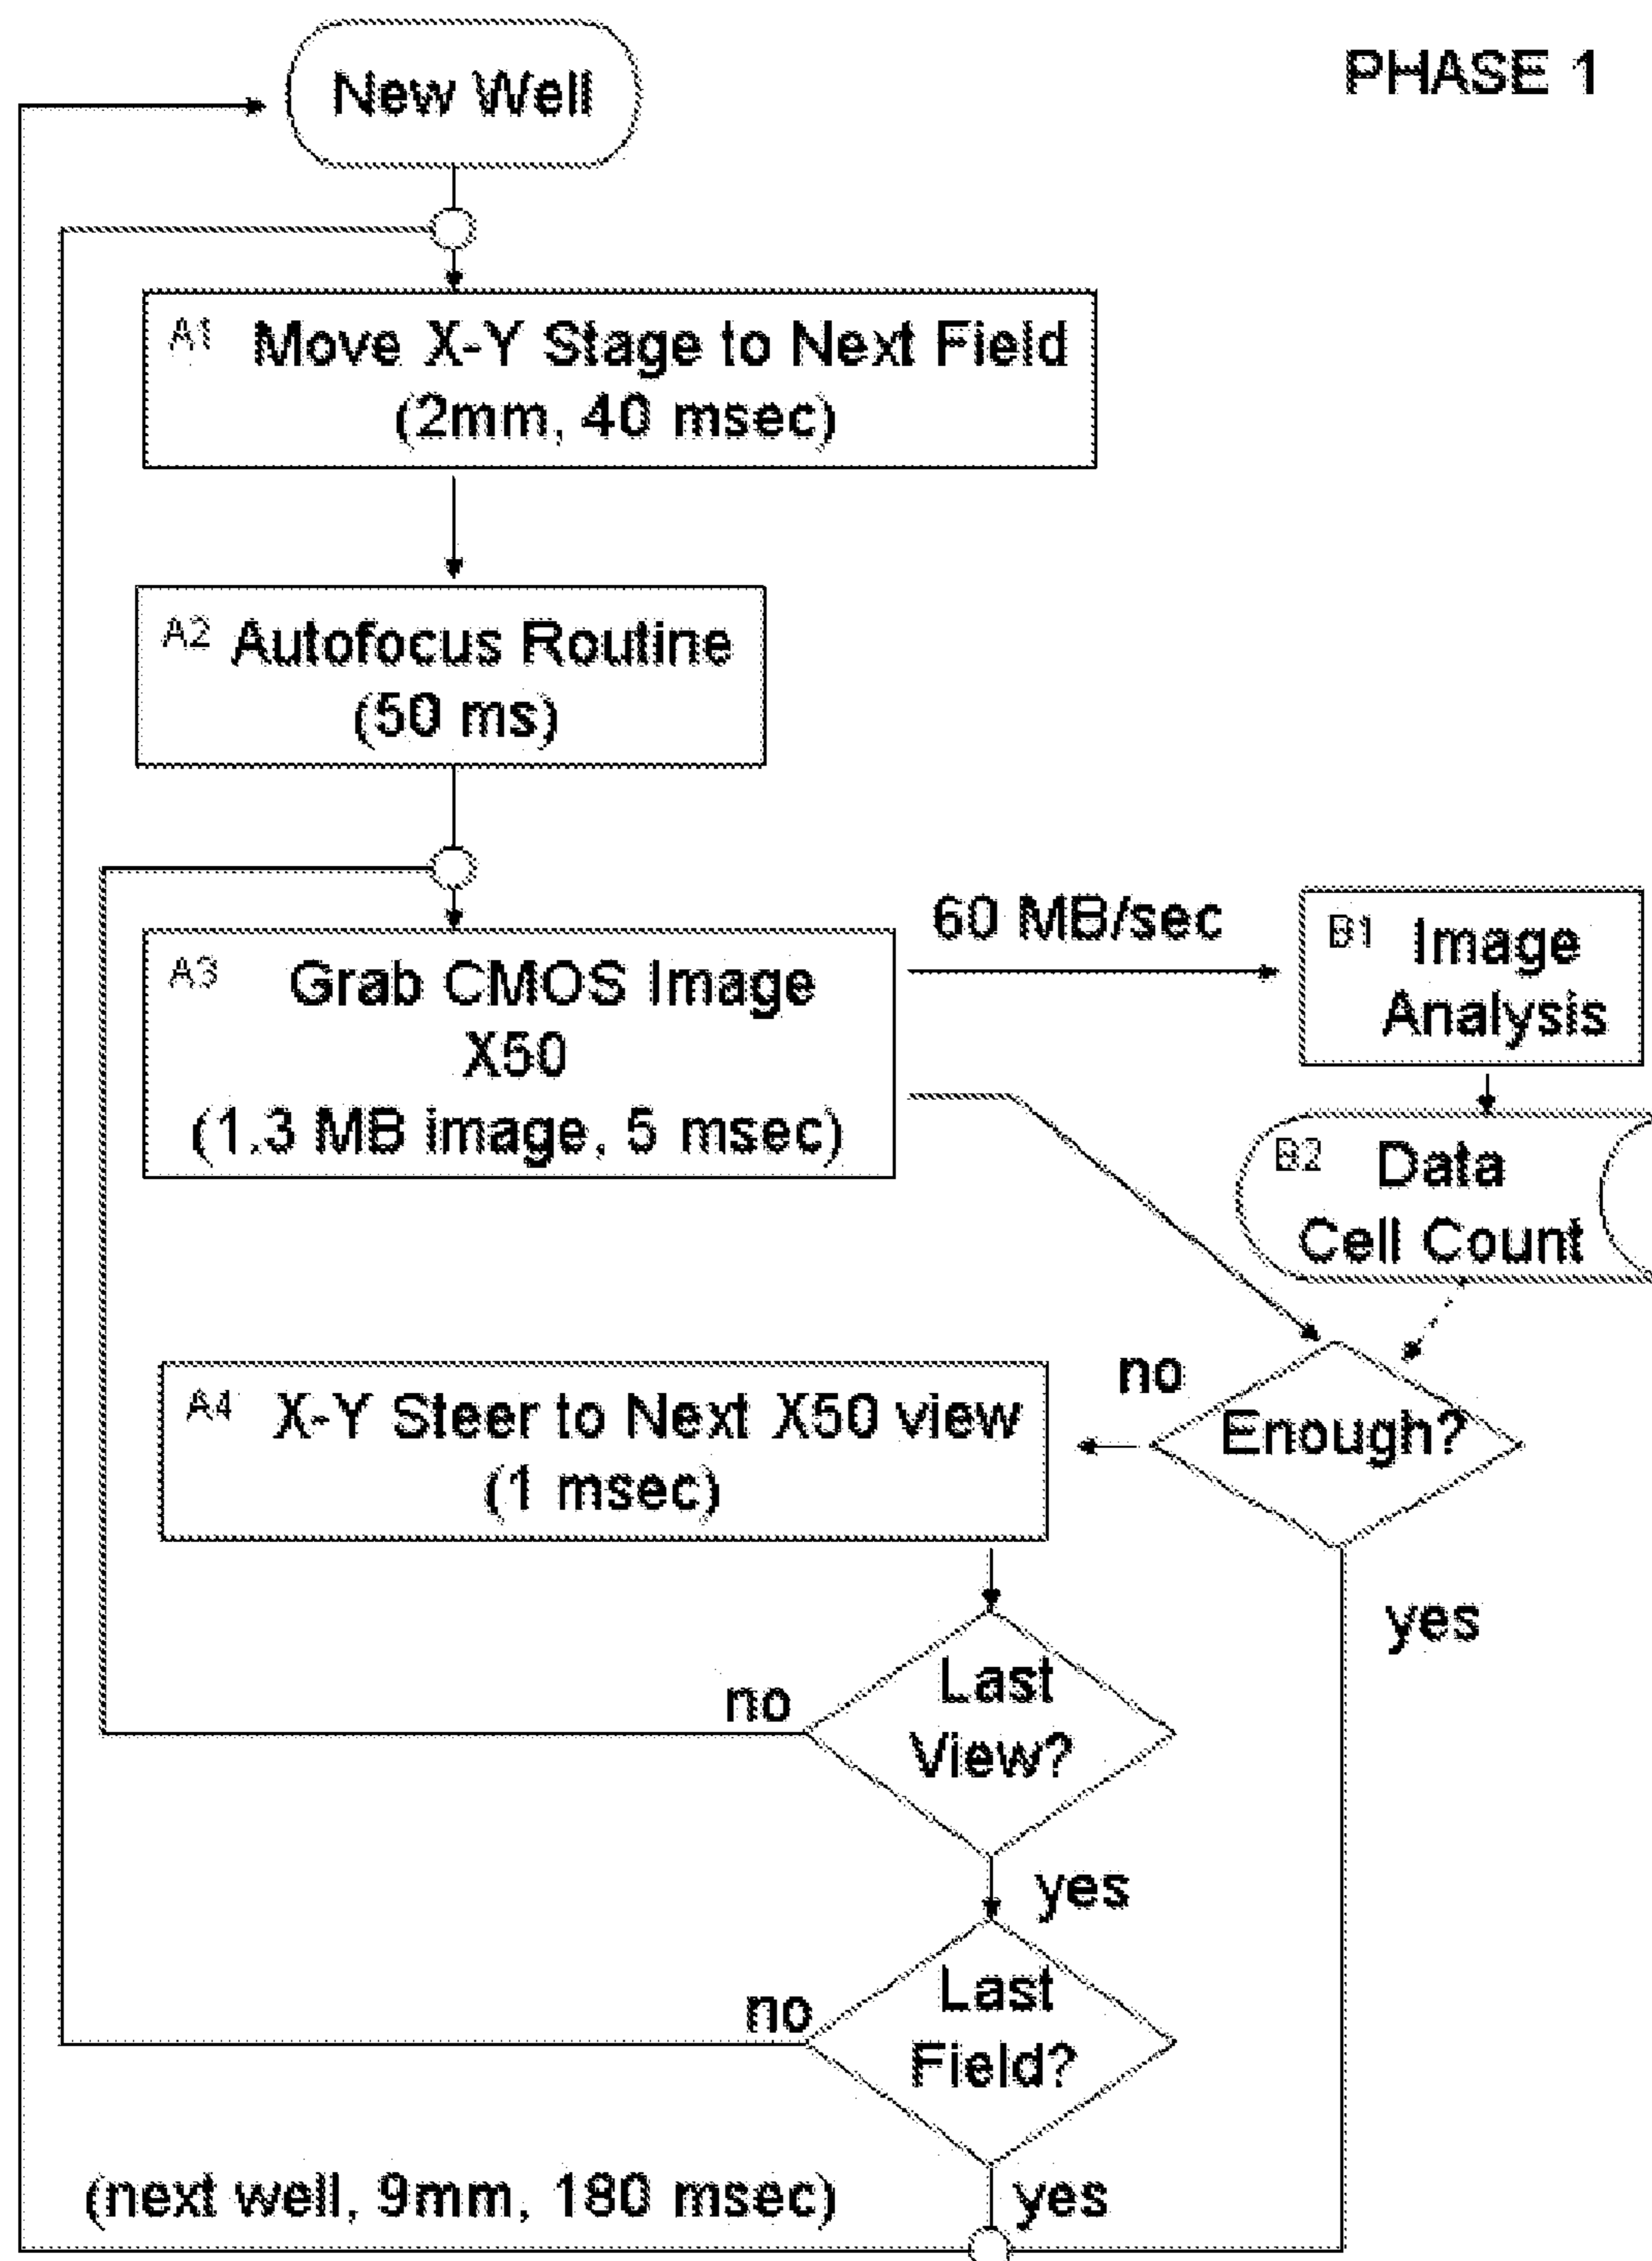 PHASE 1
New Well
A1 Move X-Y Stage to Next Field
(2mm, 40 msec)
A2 Autofocus Routine
(50 ms)
60 MB/sec
A3 Grab CMOS Image
X50
(1.3 MB image, 5 msec)
B1 Image
Analysis
B2 Data
Cell Count
no
Enough?
A4 X-Y Steer to Next X50 view
(1 msec)
yes
no
Last
View?
yes
no
Last
Field?
(next well, 9mm, 180 msec)
yes